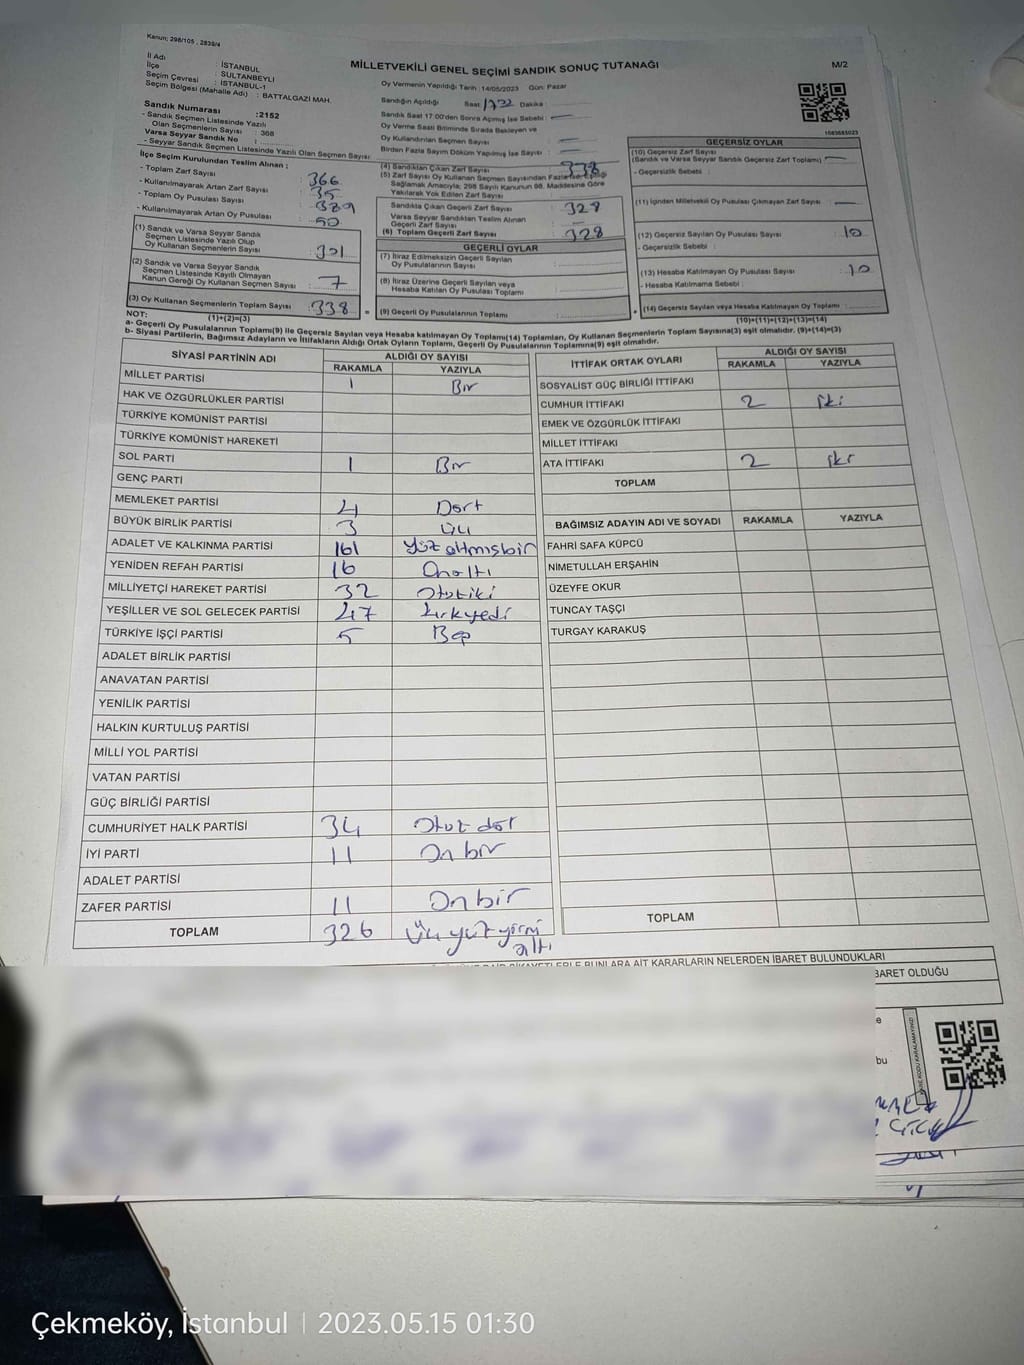 Kanun; 298/105 , 2839/4
MİLLETVEKİLİ GENEL SEÇİMİ SANDIK SONUÇ TUTANAĞI
M/2
İl Adı : İSTANBUL
İlçe : SULTANBEYLİ
Seçim Çevresi : İSTANBUL-1
Seçim Bölgesi (Mahalle Adı) : BATTALGAZI MAH.
Sandık Numarası :2152
- Sandık Seçmen Listesinde Yazılı
Olan Seçmenlerin Sayısı : 368
Varsa Seyyar Sandık No :
- Seyyar Sandık Seçmen Listesinde Yazılı Olan Seçmen Sayısı:
İlçe Seçim Kurulundan Teslim Alınan :
- Toplam Zarf Sayısı 366
- Kullanılmayarak Artan Zarf Sayısı 35
- Toplam Oy Pusulası Sayısı 389
- Kullanılmayarak Artan Oy Pusulası : 50
(1) Sandık ve Varsa Seyyar Sandık
Seçmen Listesinde Yazılı Olup
Oy Kullanan Seçmenlerin Sayısı : 301
(2) Sandık ve Varsa Seyyar Sandık
Seçmen Listesinde Kayıtlı Olmayan
Kanun Gereği Oy Kullanan Seçmen Sayısı : 7
(3) Oy Kullanan Seçmenlerin Toplam Sayısı : 338
(1)+(2)=(3)
Oy Vermenin Yapıldığı Tarih :14/05/2023 Gün: Pazar
Sandığın Açıldığı Saat: 1722 Dakika :
Sandık Saat 17:00'den Sonra Açılmış İse Sebebi :
Oy Verme Saati Bitiminde Sırada Bekleyen ve
Oy Kullandırılan Seçmen Sayısı :
Birden Fazla Sayım Döküm Yapılmış İse Sayısı :
(4) Sandıktan Çıkan Zarf Sayısı : 338
(5) Zarf Sayısı Oy Kullanan Seçmen Sayısından Fazla ise, Eşitliği
Sağlamak Amacıyla; 298 Sayılı Kanunun 98. Maddesine Göre
Yakılarak Yok Edilen Zarf Sayısı :
Sandıkta Çıkan Geçerli Zarf Sayısı : 328
Varsa Seyyar Sandıktan Teslim Alınan
Geçerli Zarf Sayısı :
(6) Toplam Geçerli Zarf Sayısı : 328
GEÇERLİ OYLAR
(7) İtiraz Edilmeksizin Geçerli Sayılan
Oy Pusulalarının Sayısı :
(8) İtiraz Üzerine Geçerli Sayılan veya
Hesaba Katılan Oy Pusulaları Toplamı :
(9) Geçerli Oy Pusulalarının Toplamı :
GEÇERSİZ OYLAR
(10) Geçersiz Zarf Sayısı
(Sandık ve Varsa Seyyar Sandık Geçersiz Zarf Toplamı) :
- Geçersizlik Sebebi :
(11) İçinden Milletvekili Oy Pusulası Çıkmayan Zarf Sayısı :
(12) Geçersiz Sayılan Oy Pusulası Sayısı : 10
-Geçersizlik Sebebi :
(13) Hesaba Katılmayan Oy Pusulası Sayısı : 10
- Hesaba Katılmama Sebebi :
(14) Geçersiz Sayılan veya Hesaba Katılmayan Oy Toplamı :
(10)+(11)+(12)+(13)=(14)
NOT:
a- Geçerli Oy Pusulalarının Toplamı(9) ile Geçersiz Sayılan veya Hesaba katılmayan Oy Toplamı(14) Toplamları, Oy Kullanan Seçmenlerin Toplam Sayısına(3) eşit olmalıdır. (9)+(14)=(3)
b- Siyasi Partilerin, Bağımsız Adayların ve İttifakların Aldığı Ortak Oyların Toplamı, Geçerli Oy Pusulalarının Toplamına(9) eşit olmalıdır.
SİYASİ PARTİNİN ADI ALDIĞI OY SAYISI
RAKAMLA YAZIYLA
MİLLET PARTİSİ 1 Bir
HAK VE ÖZGÜRLÜKLER PARTİSİ
TÜRKİYE KOMÜNİST PARTİSİ
TÜRKİYE KOMÜNİST HAREKETİ
SOL PARTİ 1 Bir
GENÇ PARTİ
MEMLEKET PARTİSİ 4 Dört
BÜYÜK BİRLİK PARTİSİ 3 Üç
ADALET VE KALKINMA PARTİSİ 161 Yüz altmışbir
YENİDEN REFAH PARTİSİ 16 Onaltı
MİLLİYETÇİ HAREKET PARTİSİ 32 Otuziki
YEŞİLLER VE SOL GELECEK PARTİSİ 47 kırkyedi
TÜRKİYE İŞÇİ PARTİSİ 5 Beş
ADALET BİRLİK PARTİSİ
ANAVATAN PARTİSİ
YENİLİK PARTİSİ
HALKIN KURTULUŞ PARTİSİ
MİLLİ YOL PARTİSİ
VATAN PARTİSİ
GÜÇ BİRLİĞİ PARTİSİ
CUMHURİYET HALK PARTİSİ 34 Otuz dör
İYİ PARTİ 11 On bir
ADALET PARTİSİ
ZAFER PARTİSİ 11 On bir
TOPLAM 326 Üç yüz yirmi
altı
İTTİFAK ORTAK OYLARI ALDIĞI OY SAYISI
RAKAMLA YAZIYLA
SOSYALİST GÜÇ BİRLİĞİ İTTİFAKI
CUMHUR İTTİFAKI 2 iki
EMEK VE ÖZGÜRLÜK İTTİFAKI
MİLLET İTTİFAKI
ATA İTTİFAKI 2 iki
TOPLAM
BAĞIMSIZ ADAYIN ADI VE SOYADI RAKAMLA YAZIYLA
FAHRİ SAFA KÜPCÜ
NİMETULLAH ERŞAHİN
ÜZEYFE OKUR
TUNCAY TAŞÇI
TURGAY KARAKUŞ
TOPLAM
BUNLARA AİT KARARLARIN NELERDEN İBARET BULUNDUKLARI
BARET OLDUĞU
bu
Çekmeköy, İstanbul | 2023.05.15 01:30